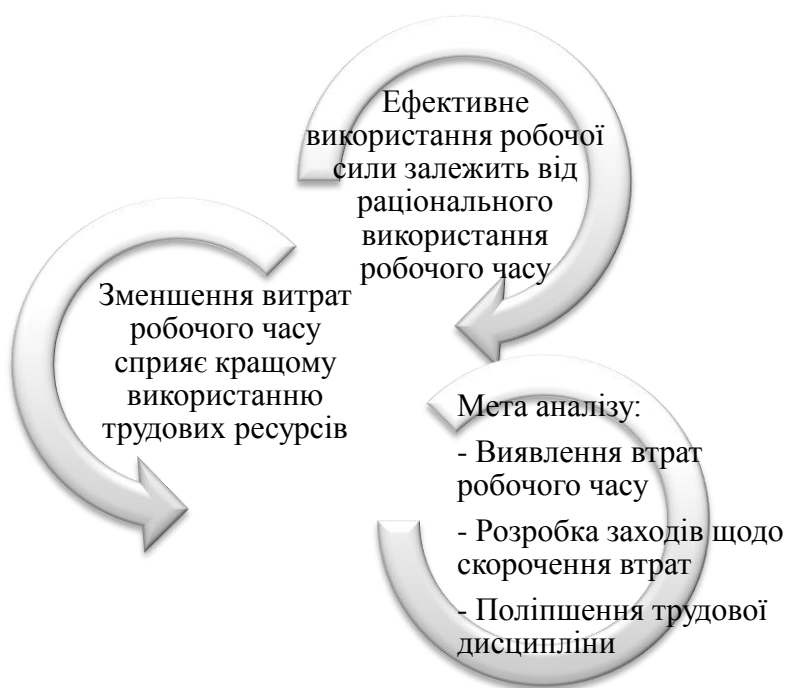 Ефективне
використання робочої
сили залежить від
раціонального
використання
робочого часу
Зменшення витрат
робочого часу
сприяє кращому
використанню
трудових ресурсів
Мета аналізу:
- Виявлення втрат
робочого часу
- Розробка заходів щодо
скорочення втрат
- Поліпшення трудової
дисципліни